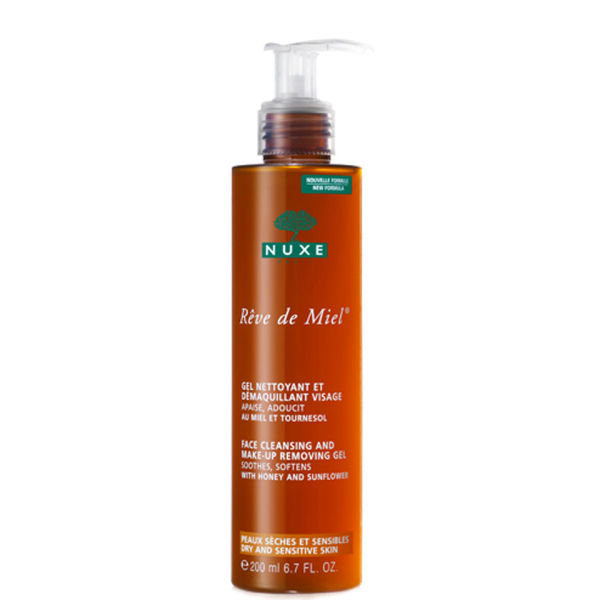 NOUVELLE FORMULE
NEW FORMULA
NUXE
Rêve de Miel®
GEL NETTOYANT ET
DÉMAQUILLANT VISAGE
APAISE, ADOUCIT
AU MIEL ET TOURNESOL
FACE CLEANSING AND
MAKE-UP REMOVING GEL
SOOTHES, SOFTENS
WITH HONEY AND SUNFLOWER
PEAUX SÈCHES ET SENSIBLES
DRY AND SENSITIVE SKIN
℮ 200 ml 6.7 FL. OZ.